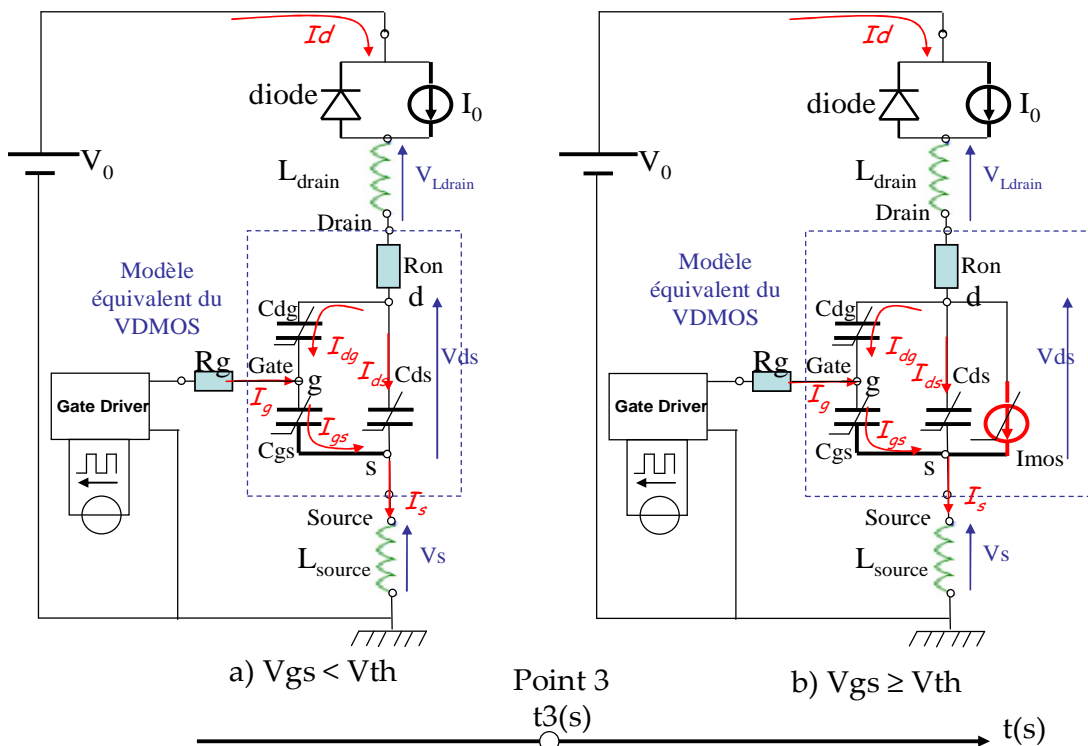 Id
diode
I0
V0
Ldrain
VLdrain
Drain
Modèle
équivalent du
VDMOS
Ron
d
Cdg
Idg
Vds
Rg
Gate
g
Ids
Cds
Ig
Gate Driver
Igs
Cgs
s
Is
Source
Lsource
Vs
a) Vgs < Vth
Id
diode
I0
V0
Ldrain
VLdrain
Drain
Modèle
équivalent du
VDMOS
Ron
d
Cdg
Idg
Vds
Rg
Gate
g
Ids
Cds
Ig
Gate Driver
Igs
Cgs
s
Imos
Is
Source
Lsource
Vs
b) Vgs ≥ Vth
Point 3
t3(s)
t(s)